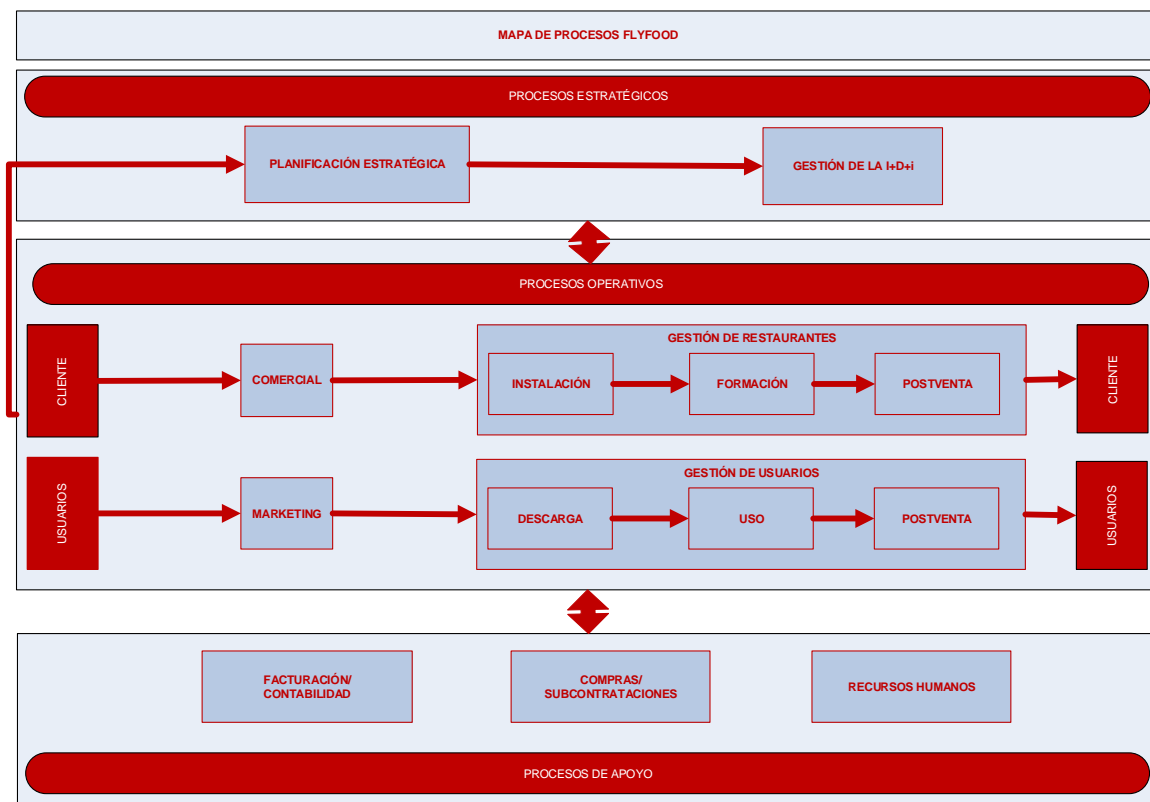 MAPA DE PROCESOS FLYFOOD
PROCESOS ESTRATÉGICOS
PLANIFICACIÓN ESTRATÉGICA
GESTIÓN DE LA I+D+i
PROCESOS OPERATIVOS
CLIENTE
COMERCIAL
GESTIÓN DE RESTAURANTES
INSTALACIÓN
FORMACIÓN
POSTVENTA
CLIENTE
USUARIOS
MARKETING
GESTIÓN DE USUARIOS
DESCARGA
USO
POSTVENTA
USUARIOS
FACTURACIÓN/
CONTABILIDAD
COMPRAS/
SUBCONTRATACIONES
RECURSOS HUMANOS
PROCESOS DE APOYO